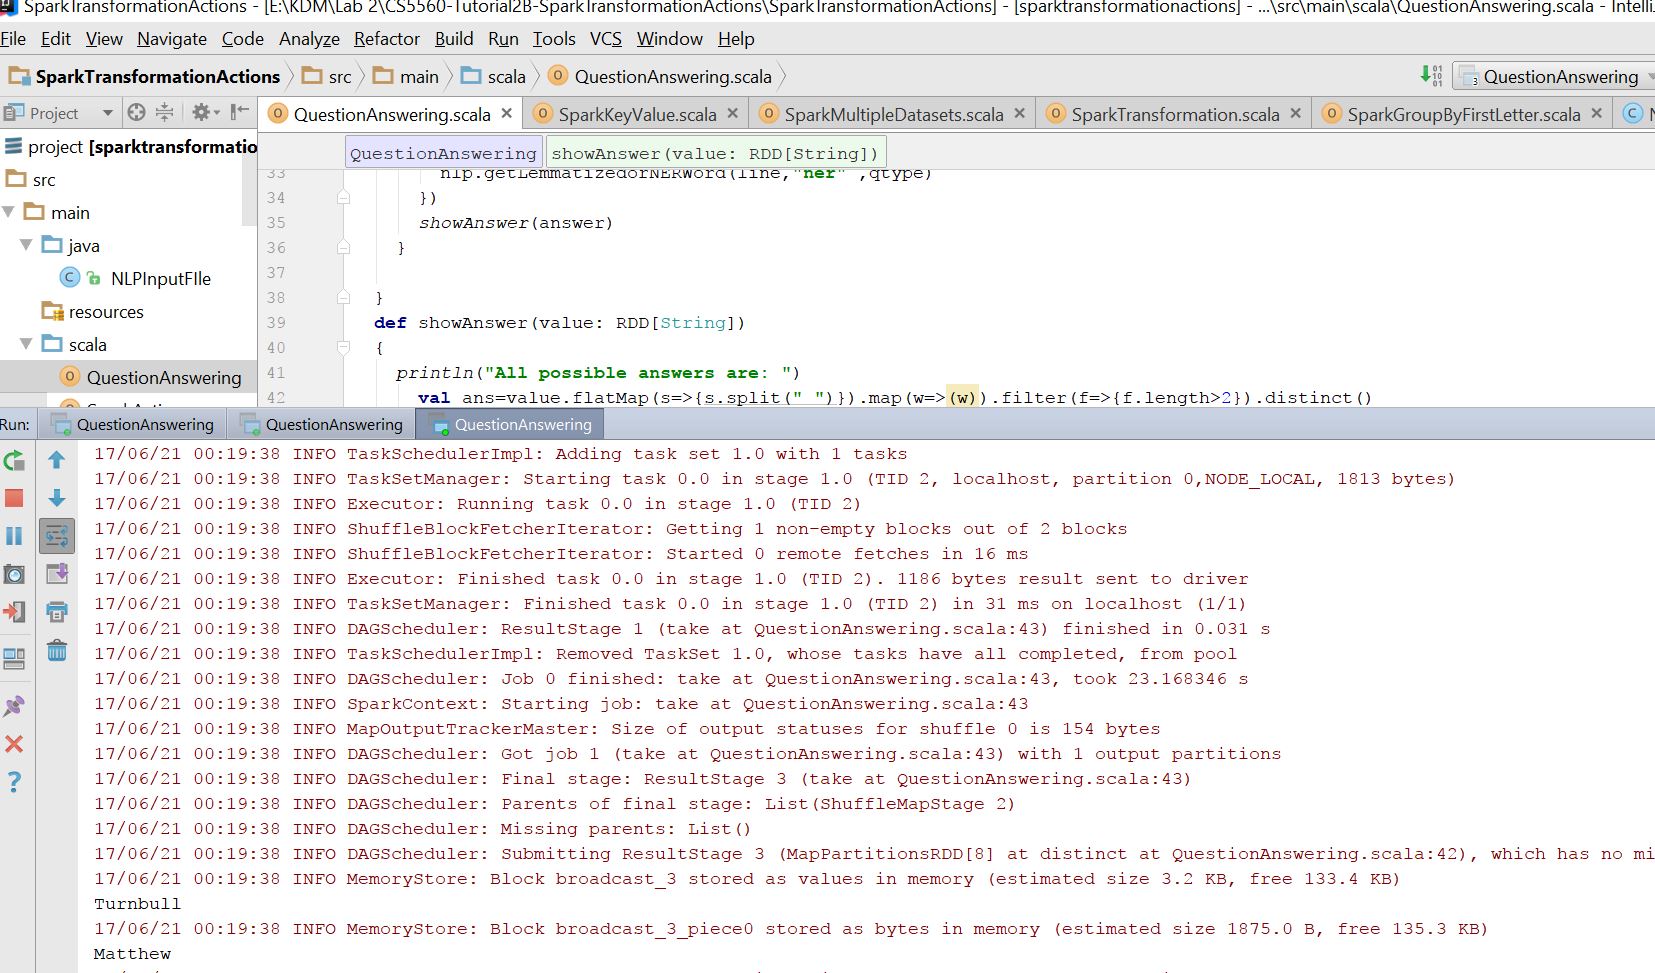 SparkTransformationActions - [E:\KDM\Lab 2\CS5560-Tutorial2B-SparkTransformationActions\SparkTransformationActions] - [sparktransformationactions] - ...\src\main\scala\QuestionAnswering.scala - IntelliJ
File Edit View Navigate Code Analyze Refactor Build Run Tools VCS Window Help
SparkTransformationActions src main scala QuestionAnswering.scala QuestionAnswering
Project QuestionAnswering.scala SparkKeyValue.scala SparkMultipleDatasets.scala SparkTransformation.scala SparkGroupByFirstLetter.scala
project [sparktransformatio
src
main
java
NLPInputFIle
resources
scala
QuestionAnswering
QuestionAnswering showAnswer(value: RDD[String])
33 nlp.getLemmatizedorNERWord(line,"ner" ,qtype)
34 })
35 showAnswer(answer)
36 }
37
38 }
39 def showAnswer(value: RDD[String])
40 {
41 println("All possible answers are: ")
42 val ans=value.flatMap(s=>{s.split(" ")}).map(w=>(w)).filter(f=>{f.length>2}).distinct()
Run: QuestionAnswering QuestionAnswering QuestionAnswering
17/06/21 00:19:38 INFO TaskSchedulerImpl: Adding task set 1.0 with 1 tasks
17/06/21 00:19:38 INFO TaskSetManager: Starting task 0.0 in stage 1.0 (TID 2, localhost, partition 0,NODE_LOCAL, 1813 bytes)
17/06/21 00:19:38 INFO Executor: Running task 0.0 in stage 1.0 (TID 2)
17/06/21 00:19:38 INFO ShuffleBlockFetcherIterator: Getting 1 non-empty blocks out of 2 blocks
17/06/21 00:19:38 INFO ShuffleBlockFetcherIterator: Started 0 remote fetches in 16 ms
17/06/21 00:19:38 INFO Executor: Finished task 0.0 in stage 1.0 (TID 2). 1186 bytes result sent to driver
17/06/21 00:19:38 INFO TaskSetManager: Finished task 0.0 in stage 1.0 (TID 2) in 31 ms on localhost (1/1)
17/06/21 00:19:38 INFO DAGScheduler: ResultStage 1 (take at QuestionAnswering.scala:43) finished in 0.031 s
17/06/21 00:19:38 INFO TaskSchedulerImpl: Removed TaskSet 1.0, whose tasks have all completed, from pool
17/06/21 00:19:38 INFO DAGScheduler: Job 0 finished: take at QuestionAnswering.scala:43, took 23.168346 s
17/06/21 00:19:38 INFO SparkContext: Starting job: take at QuestionAnswering.scala:43
17/06/21 00:19:38 INFO MapOutputTrackerMaster: Size of output statuses for shuffle 0 is 154 bytes
17/06/21 00:19:38 INFO DAGScheduler: Got job 1 (take at QuestionAnswering.scala:43) with 1 output partitions
17/06/21 00:19:38 INFO DAGScheduler: Final stage: ResultStage 3 (take at QuestionAnswering.scala:43)
17/06/21 00:19:38 INFO DAGScheduler: Parents of final stage: List(ShuffleMapStage 2)
17/06/21 00:19:38 INFO DAGScheduler: Missing parents: List()
17/06/21 00:19:38 INFO DAGScheduler: Submitting ResultStage 3 (MapPartitionsRDD[8] at distinct at QuestionAnswering.scala:42), which has no mi
17/06/21 00:19:38 INFO MemoryStore: Block broadcast_3 stored as values in memory (estimated size 3.2 KB, free 133.4 KB)
Turnbull
17/06/21 00:19:38 INFO MemoryStore: Block broadcast_3_piece0 stored as bytes in memory (estimated size 1875.0 B, free 135.3 KB)
Matthew